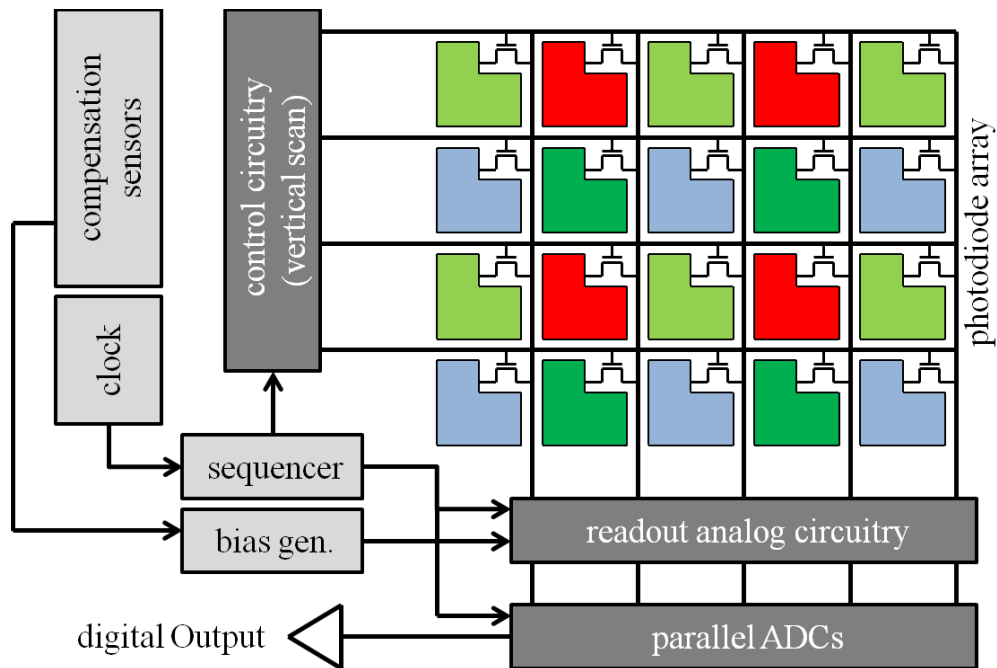 compensation
sensors
clock
control circuitry
(vertical scan)
photodiode array
sequencer
bias gen.
readout analog circuitry
parallel ADCs
digital Output